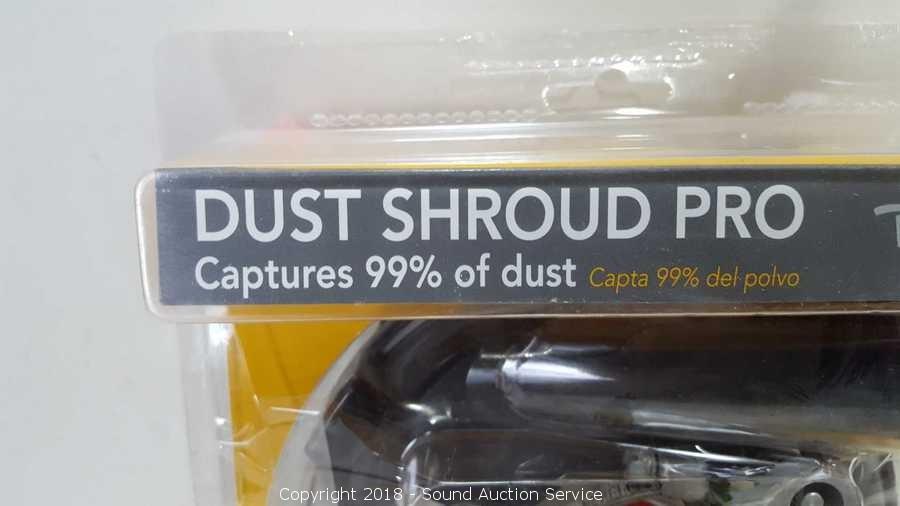 DUST SHROUD PRO
Captures 99% of dust Capta 99% del polvo
Copyright 2018 - Sound Auction Service